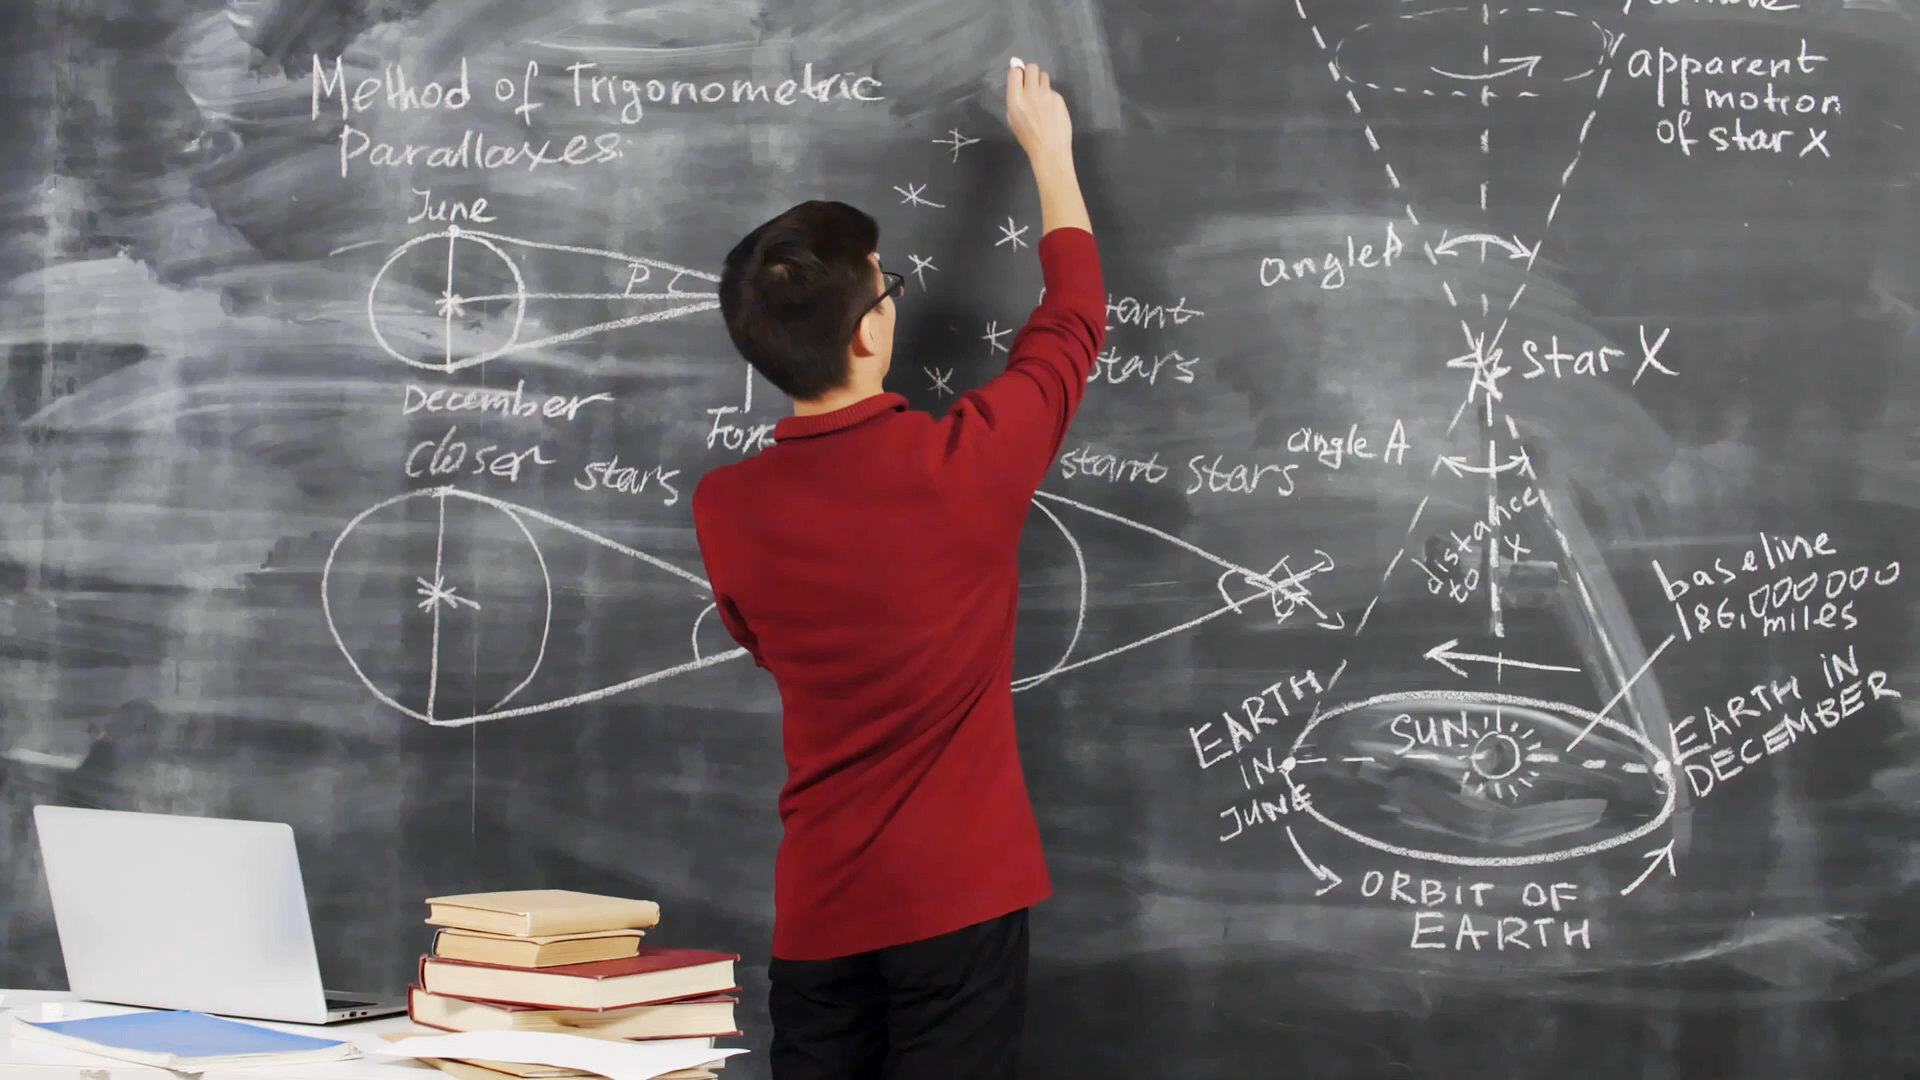 Method of Trigonometric
Parallaxes:
June
P
December
closer stars
stars
stant stars
apparent
motion
of star X
angle A
star X
angle A
distance
to X
baseline
186,000000
miles
EARTH
IN
JUNE
SUN
EARTH IN
DECEMBER
ORBIT OF
EARTH